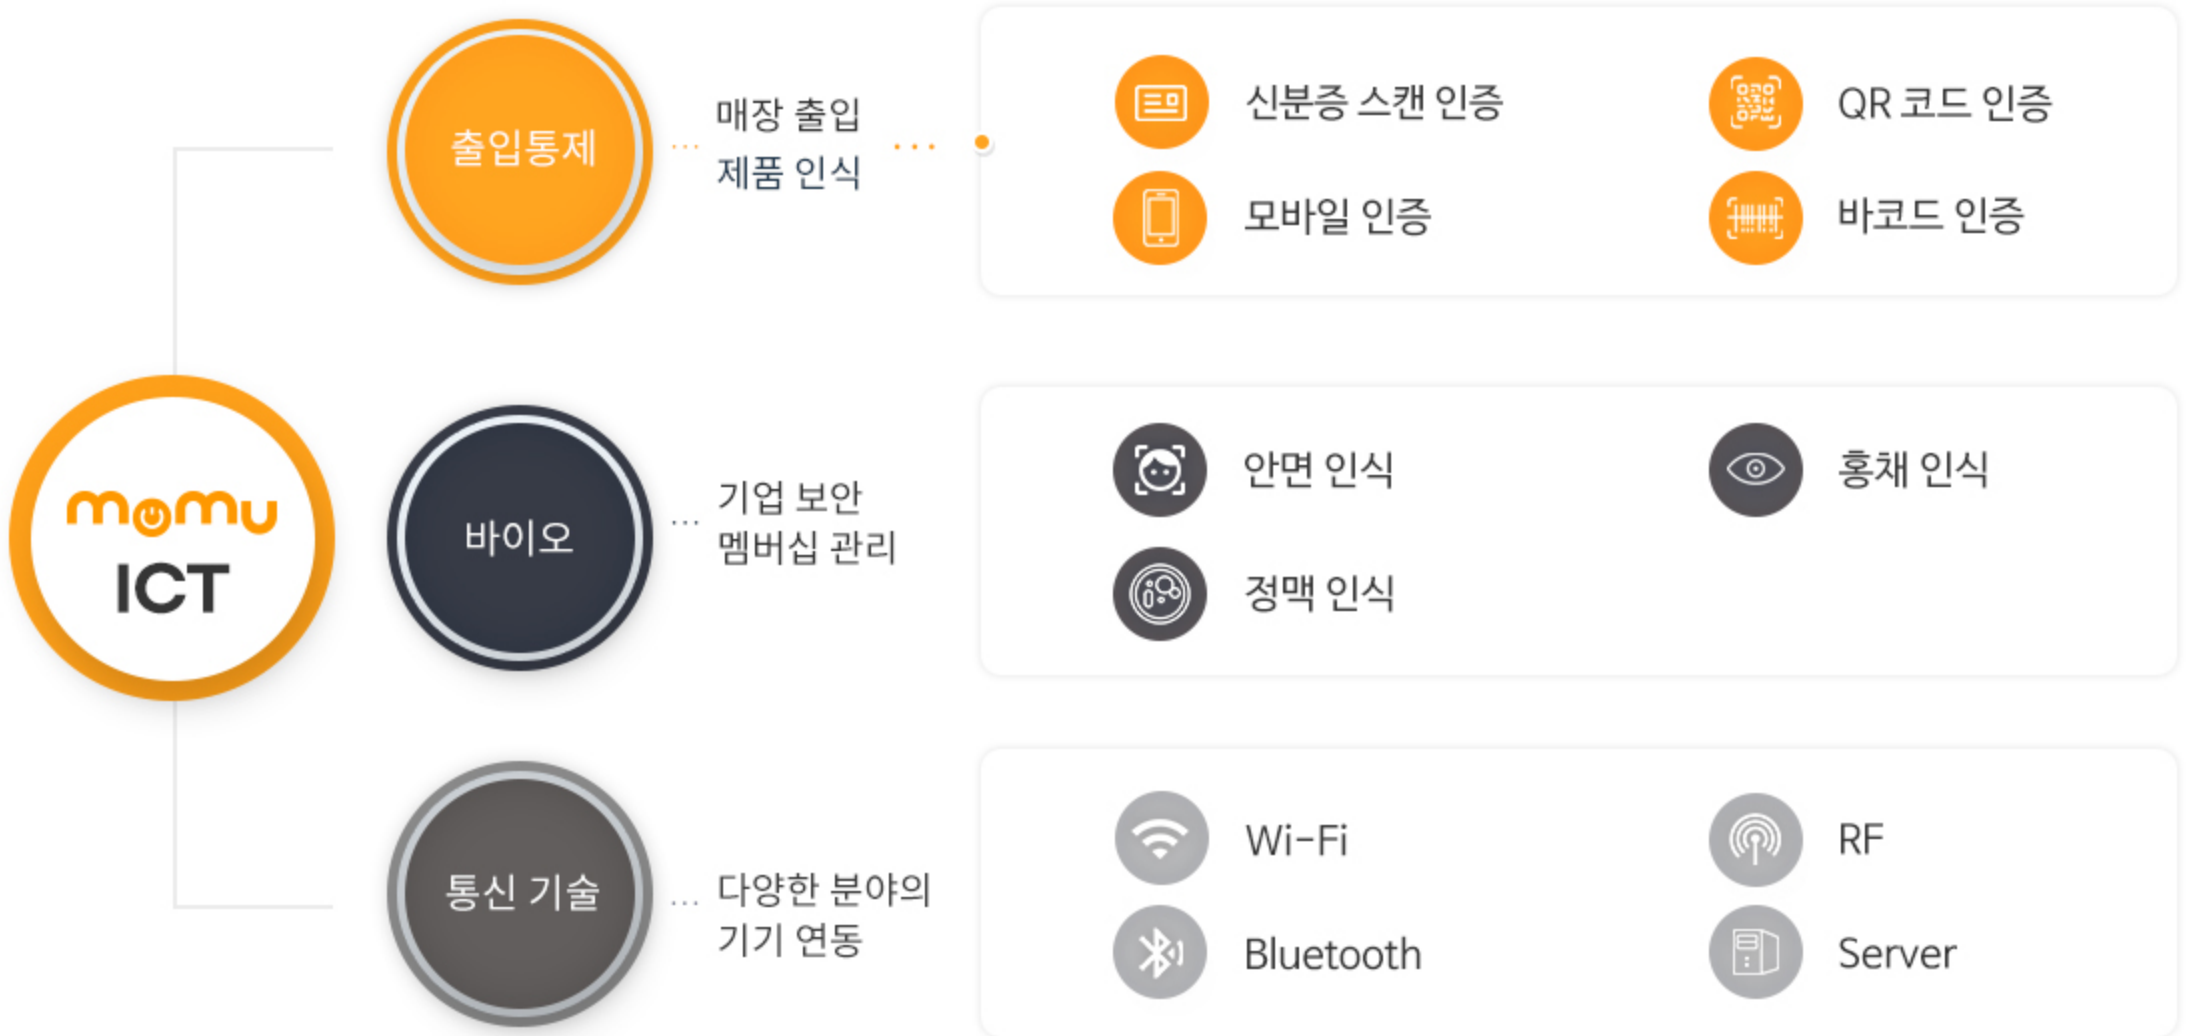 출입통제
매장 출입
제품 인식
신분증 스캔 인증
QR 코드 인증
모바일 인증
바코드 인증
momu
ICT
바이오
기업 보안
멤버십 관리
안면 인식
홍채 인식
정맥 인식
통신 기술
다양한 분야의
기기 연동
Wi-Fi
RF
Bluetooth
Server